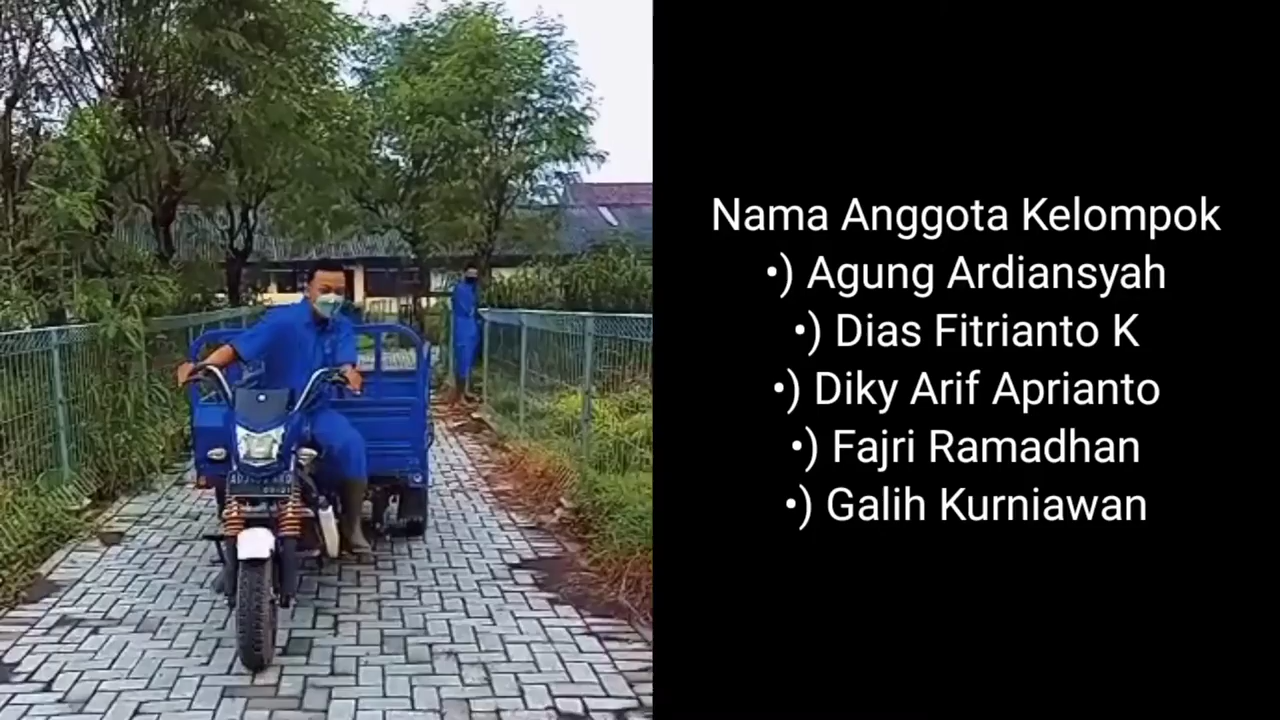 Nama Anggota Kelompok
•) Agung Ardiansyah
•) Dias Fitrianto K
•) Diky Arif Aprianto
•) Fajri Ramadhan
•) Galih Kurniawan